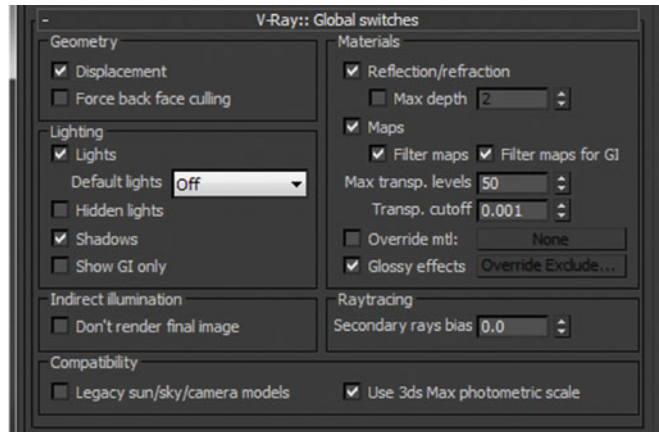 - V-Ray:: Global switches
Geometry
Displacement
Force back face culling
Lighting
Lights
Default lights Off
Hidden lights
Shadows
Show GI only
Indirect illumination
Don't render final image
Materials
Reflection/refraction
Max depth 2
Maps
Filter maps Filter maps for GI
Max transp. levels 50
Transp. cutoff 0.001
Override mtl: None
Glossy effects Override Exclude...
Raytracing
Secondary rays bias 0.0
Compatibility
Legacy sun/sky/camera models Use 3ds Max photometric scale